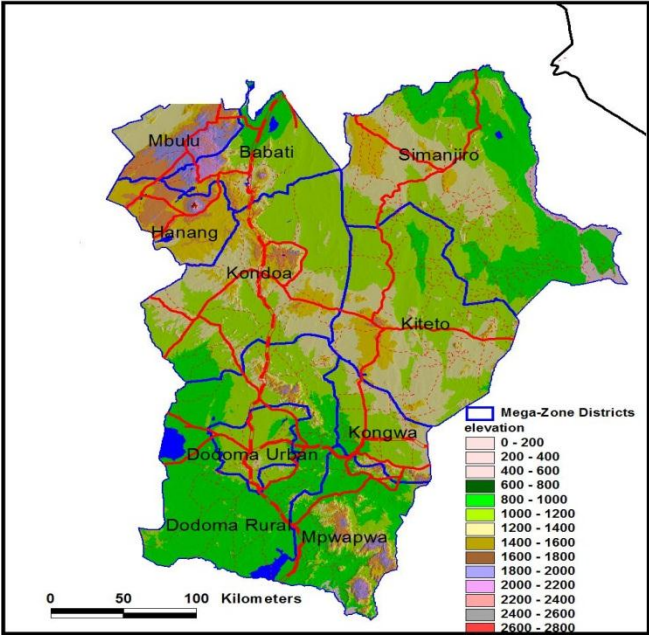 Mbulu
Babati
Simanjiro
Hanang
Kondoa
Kiteto
Kongwa
Dodoma Urban
Dodoma Rural
Mpwapwa
Mega-Zone Districts
elevation
0 - 200
200 - 400
400 - 600
600 - 800
800 - 1000
1000 - 1200
1200 - 1400
1400 - 1600
1600 - 1800
1800 - 2000
2000 - 2200
2200 - 2400
2400 - 2600
2600 - 2800
0 50 100 Kilometers